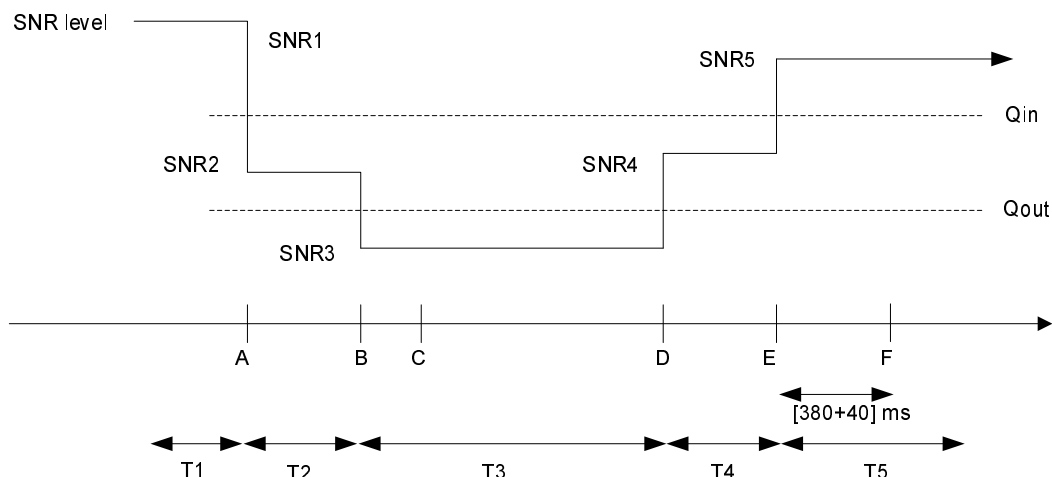 SNR level
SNR1
SNR5
Qin
SNR2
SNR4
Qout
SNR3
A B C D E F
[380+40] ms
T1 T2 T3 T4 T5